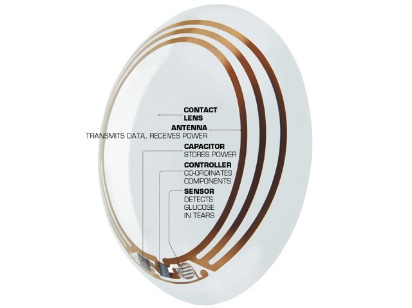 CONTACT
LENS
ANTENNA
TRANSMITS DATA, RECEIVES POWER
CAPACITOR
STORES POWER
CONTROLLER
CO-ORDINATES
COMPONENTS
SENSOR
DETECTS
GLUCOSE
IN TEARS